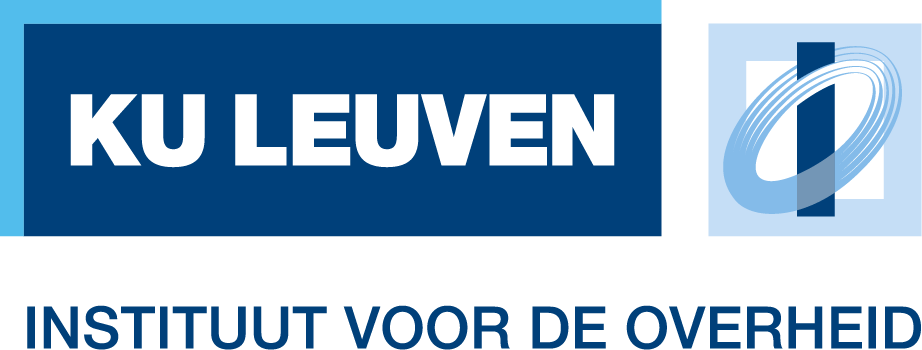 KU LEUVEN
INSTITUUT VOOR DE OVERHEID